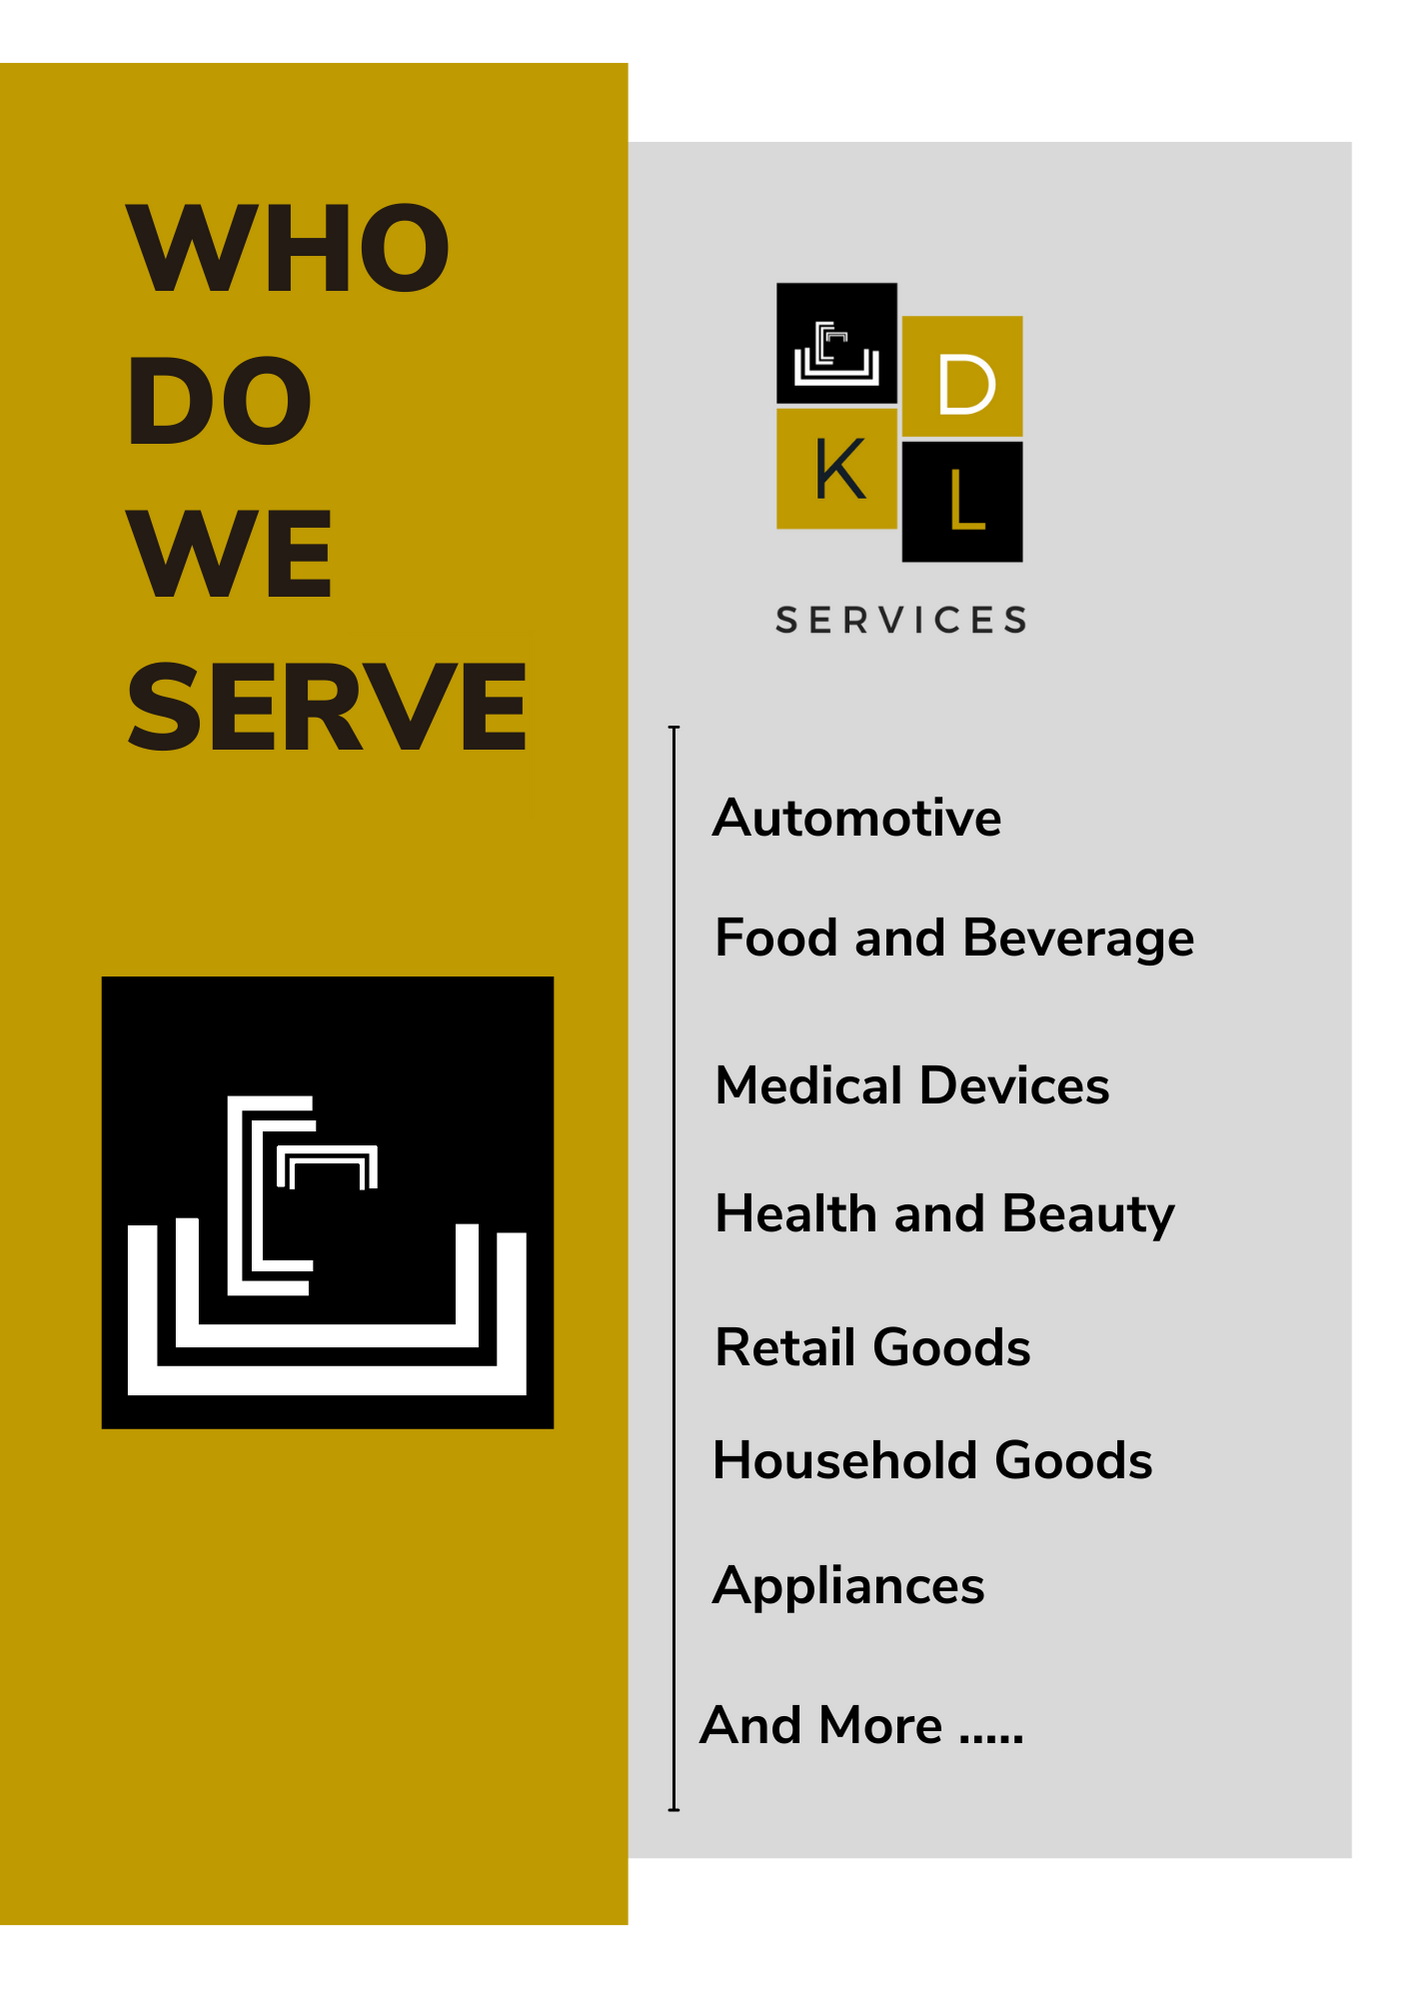 WHO
DO
WE
SERVE
D
K
L
SERVICES
Automotive
Food and Beverage
Medical Devices
Health and Beauty
Retail Goods
Household Goods
Appliances
And More .....